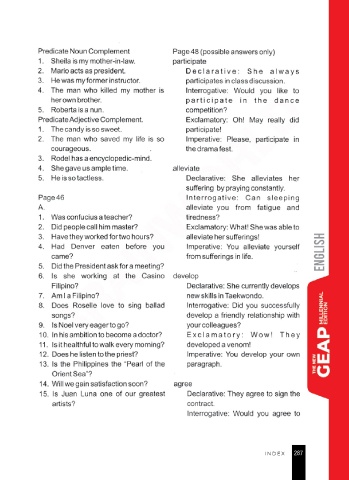 Predicate Noun Complement
1. Sheila is my mother-in-law.
2. Mario acts as president.
3. He was my former instructor.
4. The man who killed my mother is
her own brother.
5. Roberta is a nun.
Predicate Adjective Complement.
1. The candy is so sweet.
2. The man who saved my life is so
courageous.
3. Rodel has a encyclopedic-mind.
4. She gave us ample time.
5. He is so tactless.
Page 46
A.
1. Was confucius a teacher?
2. Did people call him master?
3. Have they worked for two hours?
4. Had Denver eaten before you
came?
5. Did the President ask for a meeting?
6. Is she working at the Casino
Filipino?
7. Am I a Filipino?
8. Does Roselle love to sing ballad
songs?
9. Is Noel very eager to go?
10. In his ambition to become a doctor?
11. Is it healthful to walk every morning?
12. Does he listen to the priest?
13. Is the Philippines the "Pearl of the
Orient Sea"?
14. Will we gain satisfaction soon?
15. Is Juan Luna one of our greatest
artists?
Page 48 (possible answers only)
participate
Declarative: She always
participates in class discussion.
Interrogative: Would you like to
participate in the dance
competition?
Exclamatory: Oh! May really did
participate!
Imperative: Please, participate in
the drama fest.
alleviate
Declarative: She alleviates her
suffering by praying constantly.
Interrogative: Can sleeping
alleviate you from fatigue and
tiredness?
Exclamatory: What! She was able to
alleviate her sufferings!
Imperative: You alleviate yourself
from sufferings in life.
develop
Declarative: She currently develops
new skills in Taekwondo.
Interrogative: Did you successfully
develop a friendly relationship with
your colleagues?
Exclamatory: Wow! They
developed a venom!
Imperative: You develop your own
paragraph.
agree
Declarative: They agree to sign the
contract.
Interrogative: Would you agree to
ENGLISH
THE NEW
GEAP MILLENNIAL
EDITION
INDEX 287